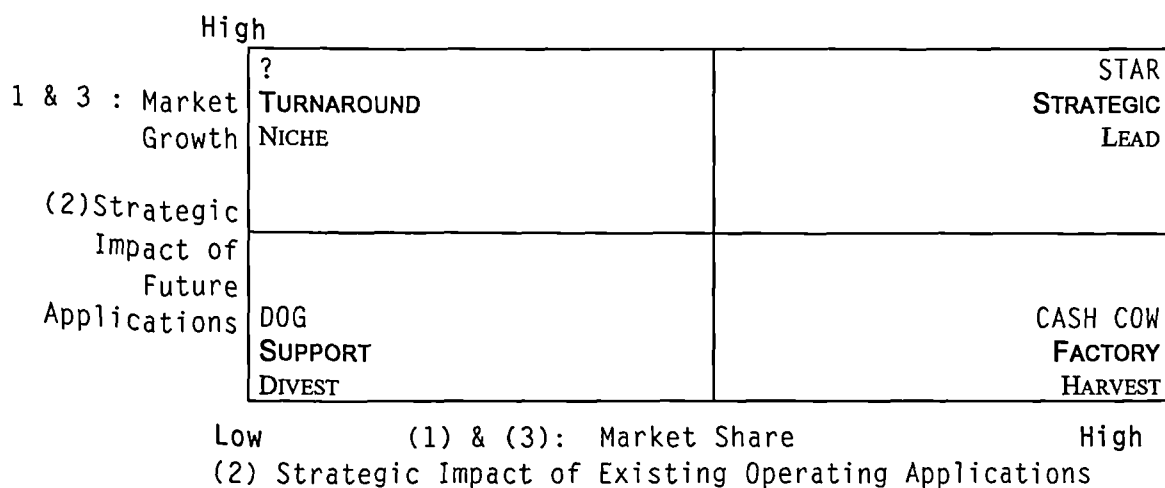 High
? STAR
1 & 3 : Market TURNAROUND STRATEGIC
Growth NICHE LEAD
(2)Strategic
Impact of
Future
Applications DOG CASH COW
SUPPORT FACTORY
DIVEST HARVEST
Low (1) & (3): Market Share High
(2) Strategic Impact of Existing Operating Applications